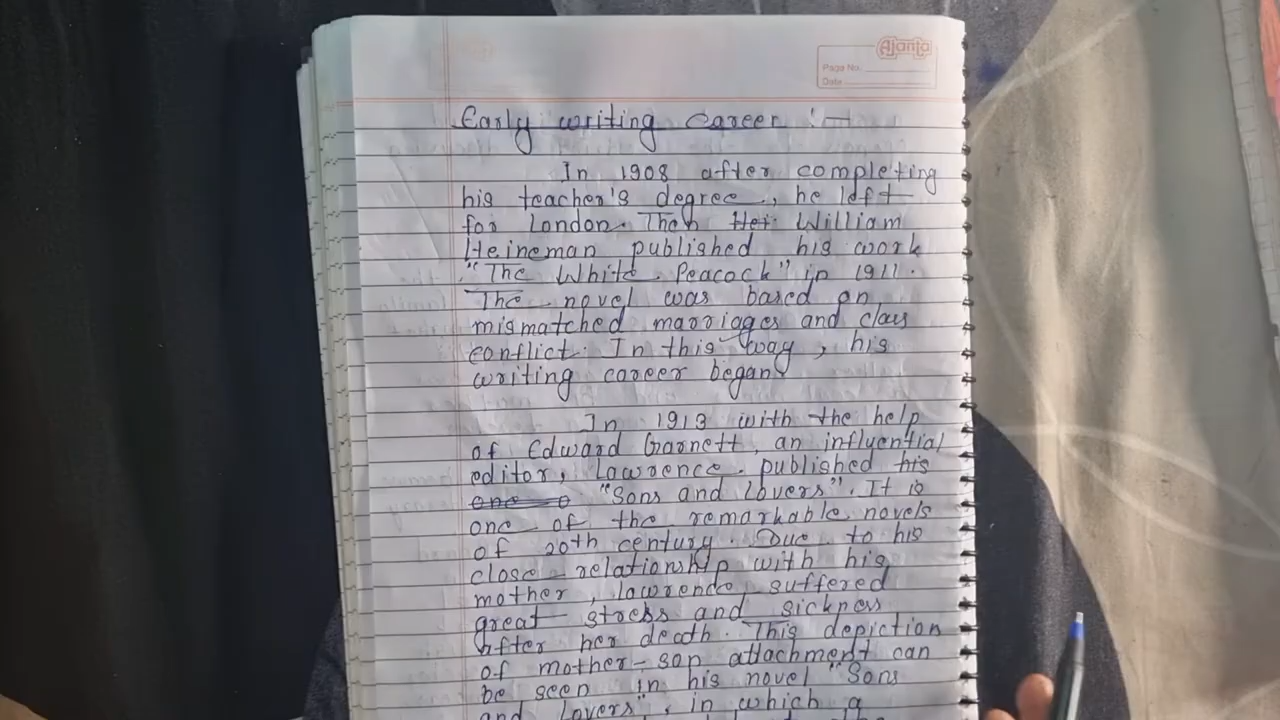 Ajanta
Page No.
Date
Early writing career :-
In 1908 after completing
his teacher's degree, he left
for London. Then Hei William
Heineman published his work
"The White Peacock" in 1911.
The novel was based on
mismatched marriages and class
conflict. In this way, his
writing career began.
In 1913 with the help
of Edward Garnett, an influential
editor, Lawrence published his
one "Sons and Lovers". It is
one of the remarkable novels
of 20th century. Due to his
close relationship with his
mother, lawrence suffered
great stress and sickness
after her death. This depiction
of mother-son attachment can
be seen in his novel "Sons
and Lovers", in which a